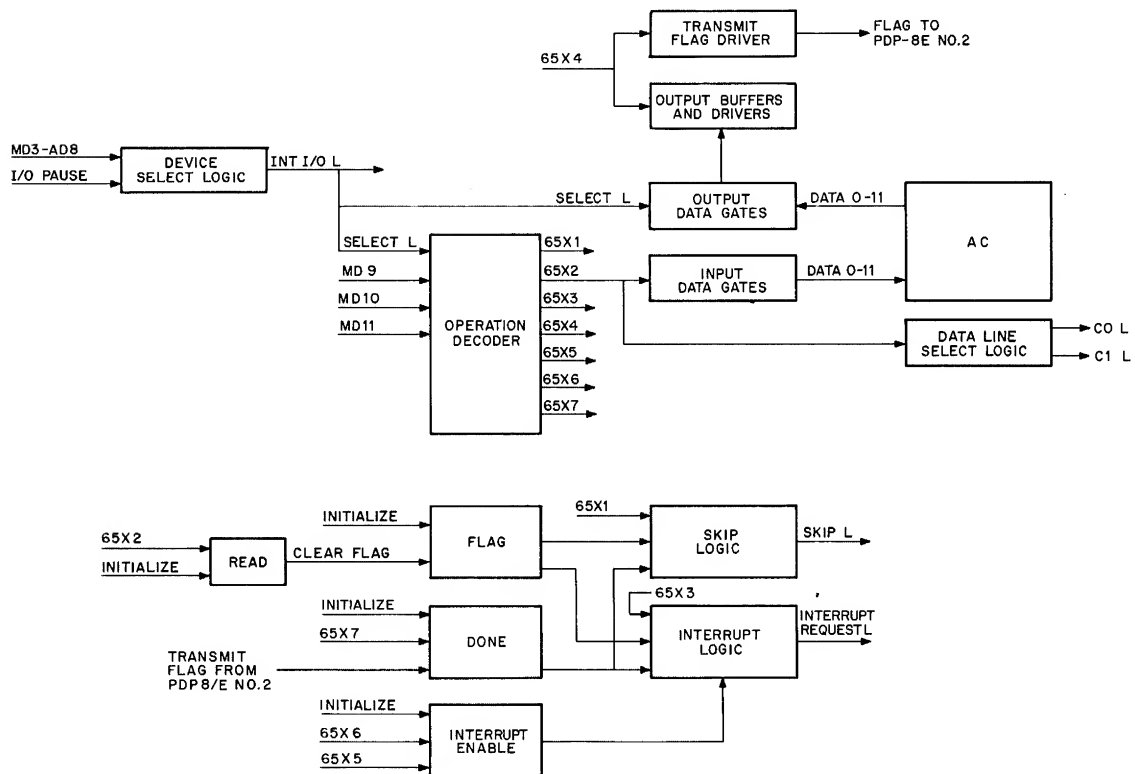 TRANSMIT
FLAG DRIVER
FLAG TO
PDP-8E NO.2
65X4
OUTPUT BUFFERS
AND DRIVERS
MD3-AD8
I/O PAUSE
DEVICE
SELECT LOGIC
INT I/O L
SELECT L
OUTPUT
DATA GATES
DATA 0-11
AC
SELECT L
MD 9
MD10
MD11
OPERATION
DECODER
65X1
65X2
65X3
65X4
65X5
65X6
65X7
INPUT
DATA GATES
DATA 0-11
DATA LINE
SELECT LOGIC
C0 L
C1 L
65X2
INITIALIZE
READ
CLEAR FLAG
INITIALIZE
FLAG
65X1
SKIP
LOGIC
SKIP L
INITIALIZE
65X7
TRANSMIT
FLAG FROM
PDP8/E NO.2
DONE
65X3
INTERRUPT
LOGIC
INTERRUPT
REQUEST L
INITIALIZE
65X6
65X5
INTERRUPT
ENABLE